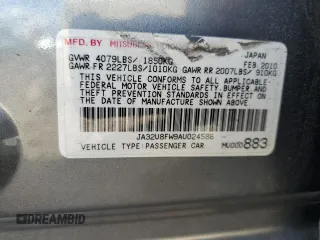 MFD BY MITSUBISHI
JAPAN
GVWR 4079LBS/ 1850KG FEB 2010
GAWR FR 2227LBS/1010KG GAWR RR 2007LBS/ 910KG
THIS VEHICLE CONFORMS TO ALL APPLICABLE
FEDERAL MOTOR VEHICLE SAFETY, BUMPER AND
THEFT PREVENTION STANDARDS IN EFFECT ON
THE DATE OF MANUFACTURE SHOWN ABOVE
JA32U8FW9AU024586
VEHICLE TYPE: PASSENGER CAR
MU000883
IDRIVESAFELY